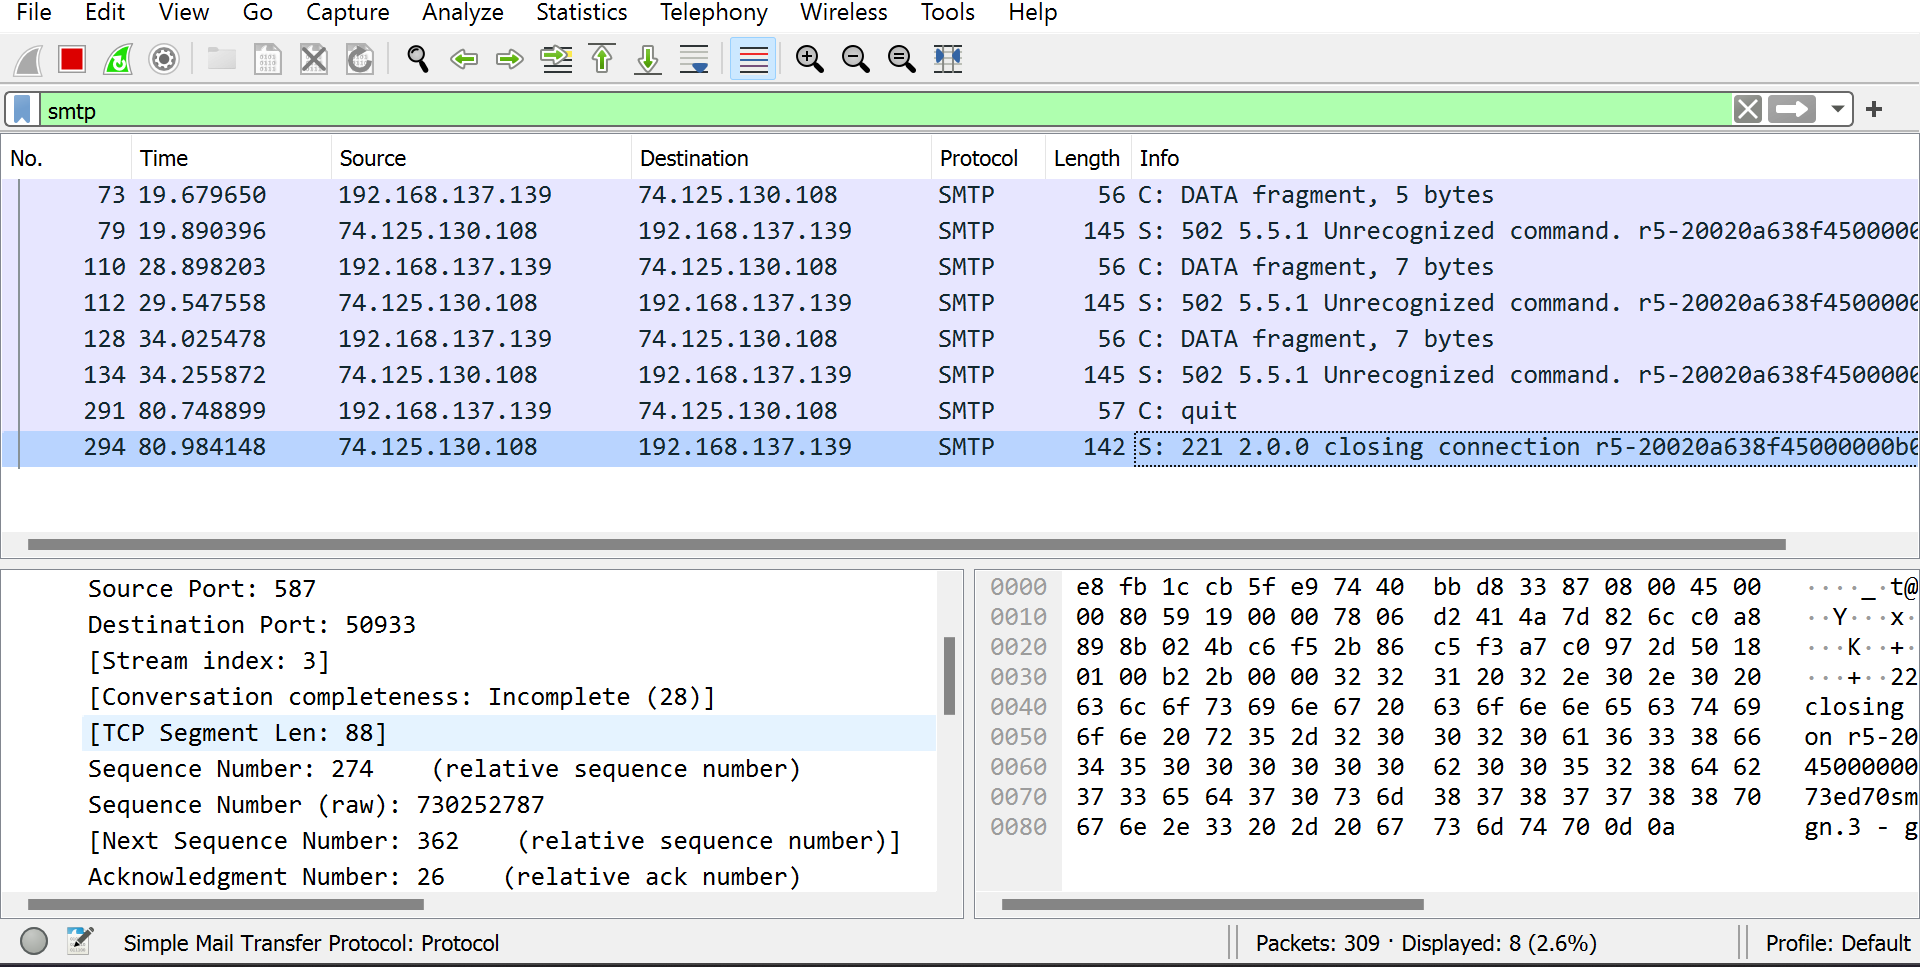 File Edit View Go Capture Analyze Statistics Telephony Wireless Tools Help
smtp
No. Time Source Destination Protocol Length Info
73 19.679650 192.168.137.139 74.125.130.108 SMTP 56 C: DATA fragment, 5 bytes
79 19.890396 74.125.130.108 192.168.137.139 SMTP 145 S: 502 5.5.1 Unrecognized command. r5-20020a638f4500000
110 28.898203 192.168.137.139 74.125.130.108 SMTP 56 C: DATA fragment, 7 bytes
112 29.547558 74.125.130.108 192.168.137.139 SMTP 145 S: 502 5.5.1 Unrecognized command. r5-20020a638f4500000
128 34.025478 192.168.137.139 74.125.130.108 SMTP 56 C: DATA fragment, 7 bytes
134 34.255872 74.125.130.108 192.168.137.139 SMTP 145 S: 502 5.5.1 Unrecognized command. r5-20020a638f4500000
291 80.748899 192.168.137.139 74.125.130.108 SMTP 57 C: quit
294 80.984148 74.125.130.108 192.168.137.139 SMTP 142 S: 221 2.0.0 closing connection r5-20020a638f45000000b0
Source Port: 587
Destination Port: 50933
[Stream index: 3]
[Conversation completeness: Incomplete (28)]
[TCP Segment Len: 88]
Sequence Number: 274 (relative sequence number)
Sequence Number (raw): 730252787
[Next Sequence Number: 362 (relative sequence number)]
Acknowledgment Number: 26 (relative ack number)
0000 e8 fb 1c cb 5f e9 74 40 bb d8 33 87 08 00 45 00 ····_·t@
0010 00 80 59 19 00 00 78 06 d2 41 4a 7d 82 6c c0 a8 ··Y···x·
0020 89 8b 02 4b c6 f5 2b 86 c5 f3 a7 c0 97 2d 50 18 ···K··+·
0030 01 00 b2 2b 00 00 32 32 31 20 32 2e 30 2e 30 20 ···+··22
0040 63 6c 6f 73 69 6e 67 20 63 6f 6e 6e 65 63 74 69 closing
0050 6f 6e 20 72 35 2d 32 30 30 32 30 61 36 33 38 66 on r5-20
0060 34 35 30 30 30 30 30 30 62 30 30 35 32 38 64 62 45000000
0070 37 33 65 64 37 30 73 6d 38 37 38 37 37 38 38 70 73ed70sm
0080 67 6e 2e 33 20 2d 20 67 73 6d 74 70 0d 0a gn.3 - g
Simple Mail Transfer Protocol: Protocol
Packets: 309 · Displayed: 8 (2.6%)
Profile: Default